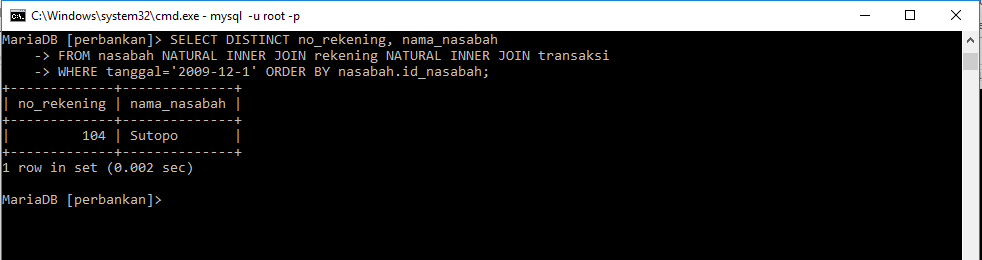 C:\Windows\system32\cmd.exe - mysql  -u root -p
MariaDB [perbankan]> SELECT DISTINCT no_rekening, nama_nasabah
    -> FROM nasabah NATURAL INNER JOIN rekening NATURAL INNER JOIN transaksi
    -> WHERE tanggal='2009-12-1' ORDER BY nasabah.id_nasabah;
+-------------+--------------+
| no_rekening | nama_nasabah |
+-------------+--------------+
|         104 | Sutopo       |
+-------------+--------------+
1 row in set (0.002 sec)
MariaDB [perbankan]>